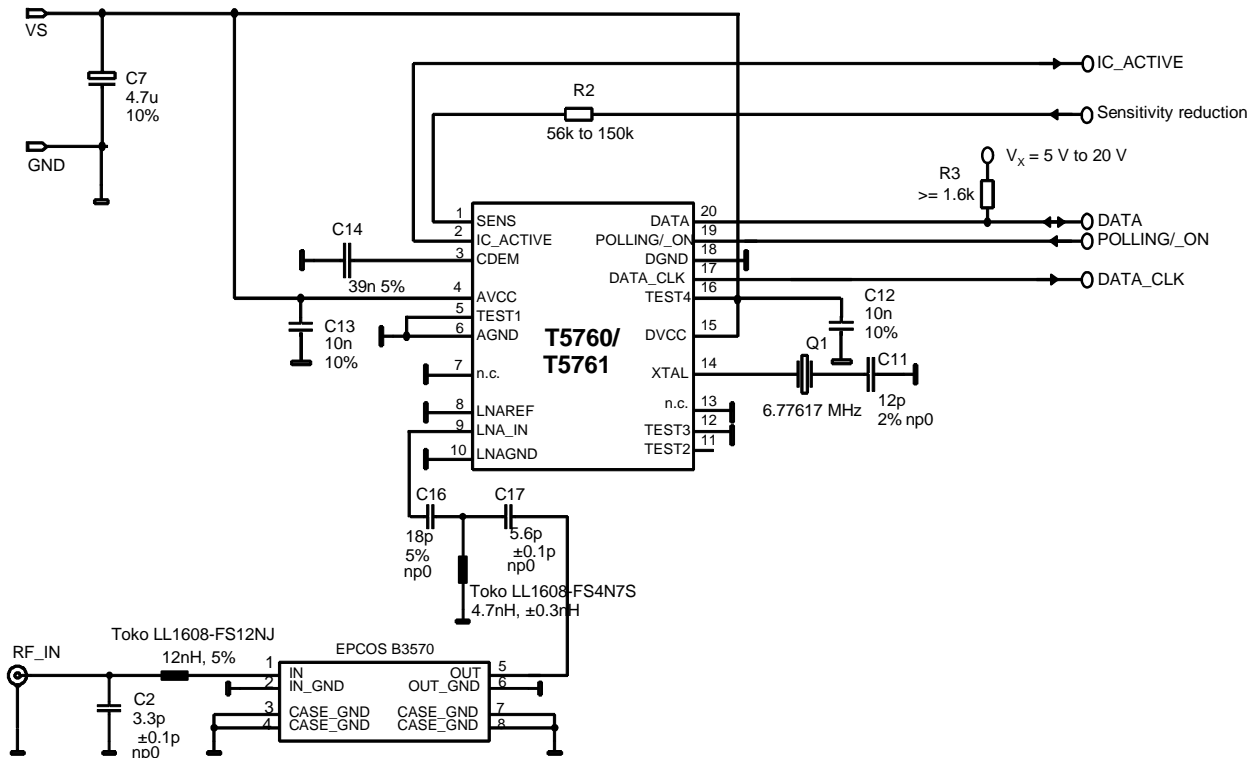 VS
C7
4.7u
10%
GND
IC_ACTIVE
R2
56k to 150k
Sensitivity reduction
VX = 5 V to 20 V
R3
>= 1.6k
DATA
POLLING/_ON
DATA_CLK
C14
39n 5%
C13
10n
10%
1 SENS
2 IC_ACTIVE
3 CDEM
4 AVCC
5 TEST1
6 AGND
7 n.c.
8 LNAREF
9 LNA_IN
10 LNAGND
T5760/
T5761
DATA 20
POLLING/_ON 19
DGND 18
DATA_CLK 17
TEST4 16
DVCC 15
XTAL 14
n.c. 13
TEST3 12
TEST2 11
C12
10n
10%
Q1
6.77617 MHz
C11
12p
2% np0
C16
18p
5%
np0
C17
5.6p
±0.1p
np0
Toko LL1608-FS4N7S
4.7nH, ±0.3nH
Toko LL1608-FS12NJ
12nH, 5%
RF_IN
C2
3.3p
±0.1p
np0
EPCOS B3570
1 IN
2 IN_GND
3 CASE_GND
4 CASE_GND
OUT 5
OUT_GND 6
CASE_GND 7
CASE_GND 8